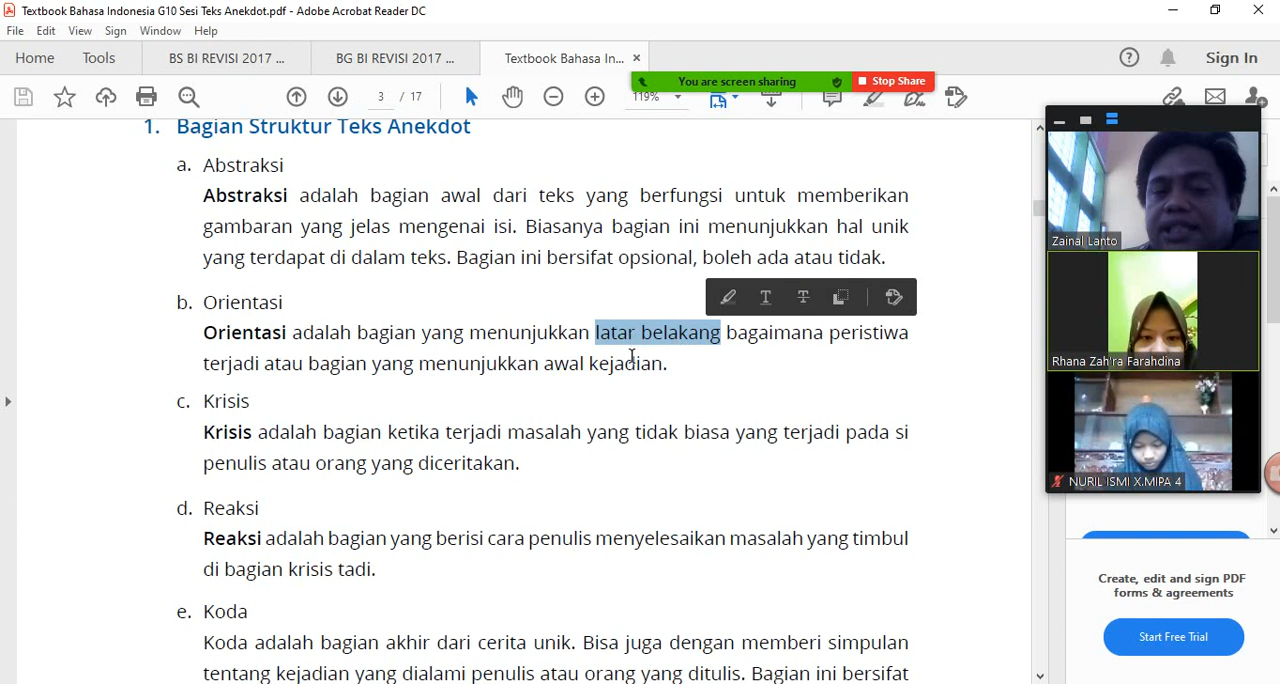 Textbook Bahasa Indonesia G10 Sesi Teks Anekdot.pdf - Adobe Acrobat Reader DC
File Edit View Sign Window Help
Home Tools BS BI REVISI 2017 ... BG BI REVISI 2017 ... Textbook Bahasa In... × Sign In
You are screen sharing Stop Share
3 / 17 119%
1. Bagian Struktur Teks Anekdot
a. Abstraksi
Abstraksi adalah bagian awal dari teks yang berfungsi untuk memberikan
gambaran yang jelas mengenai isi. Biasanya bagian ini menunjukkan hal unik
yang terdapat di dalam teks. Bagian ini bersifat opsional, boleh ada atau tidak.
b. Orientasi
Orientasi adalah bagian yang menunjukkan latar belakang bagaimana peristiwa
terjadi atau bagian yang menunjukkan awal kejadian.
c. Krisis
Krisis adalah bagian ketika terjadi masalah yang tidak biasa yang terjadi pada si
penulis atau orang yang diceritakan.
d. Reaksi
Reaksi adalah bagian yang berisi cara penulis menyelesaikan masalah yang timbul
di bagian krisis tadi.
e. Koda
Koda adalah bagian akhir dari cerita unik. Bisa juga dengan memberi simpulan
tentang kejadian yang dialami penulis atau orang yang ditulis. Bagian ini bersifat
Zainal Lanto
Rhana Zah'ra Farahdina
NURIL ISMI X.MIPA 4
Create, edit and sign PDF
forms & agreements
Start Free Trial